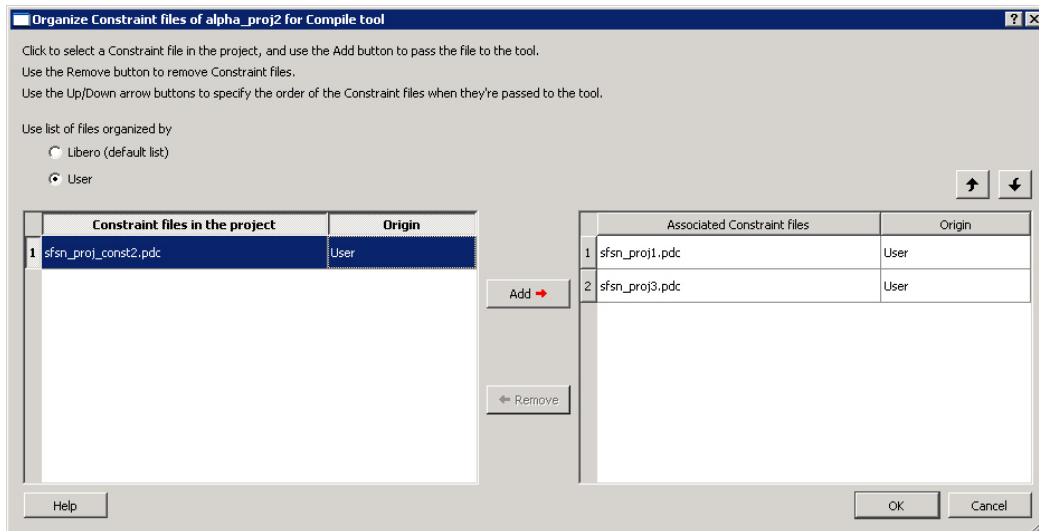 Organize Constraint files of alpha_proj2 for Compile tool
Click to select a Constraint file in the project, and use the Add button to pass the file to the tool.
Use the Remove button to remove Constraint files.
Use the Up/Down arrow buttons to specify the order of the Constraint files when they're passed to the tool.
Use list of files organized by
Libero (default list)
User
Constraint files in the project Origin
1 sfsn_proj_const2.pdc User
Add
Remove
Associated Constraint files Origin
1 sfsn_proj1.pdc User
2 sfsn_proj3.pdc User
Help
OK
Cancel